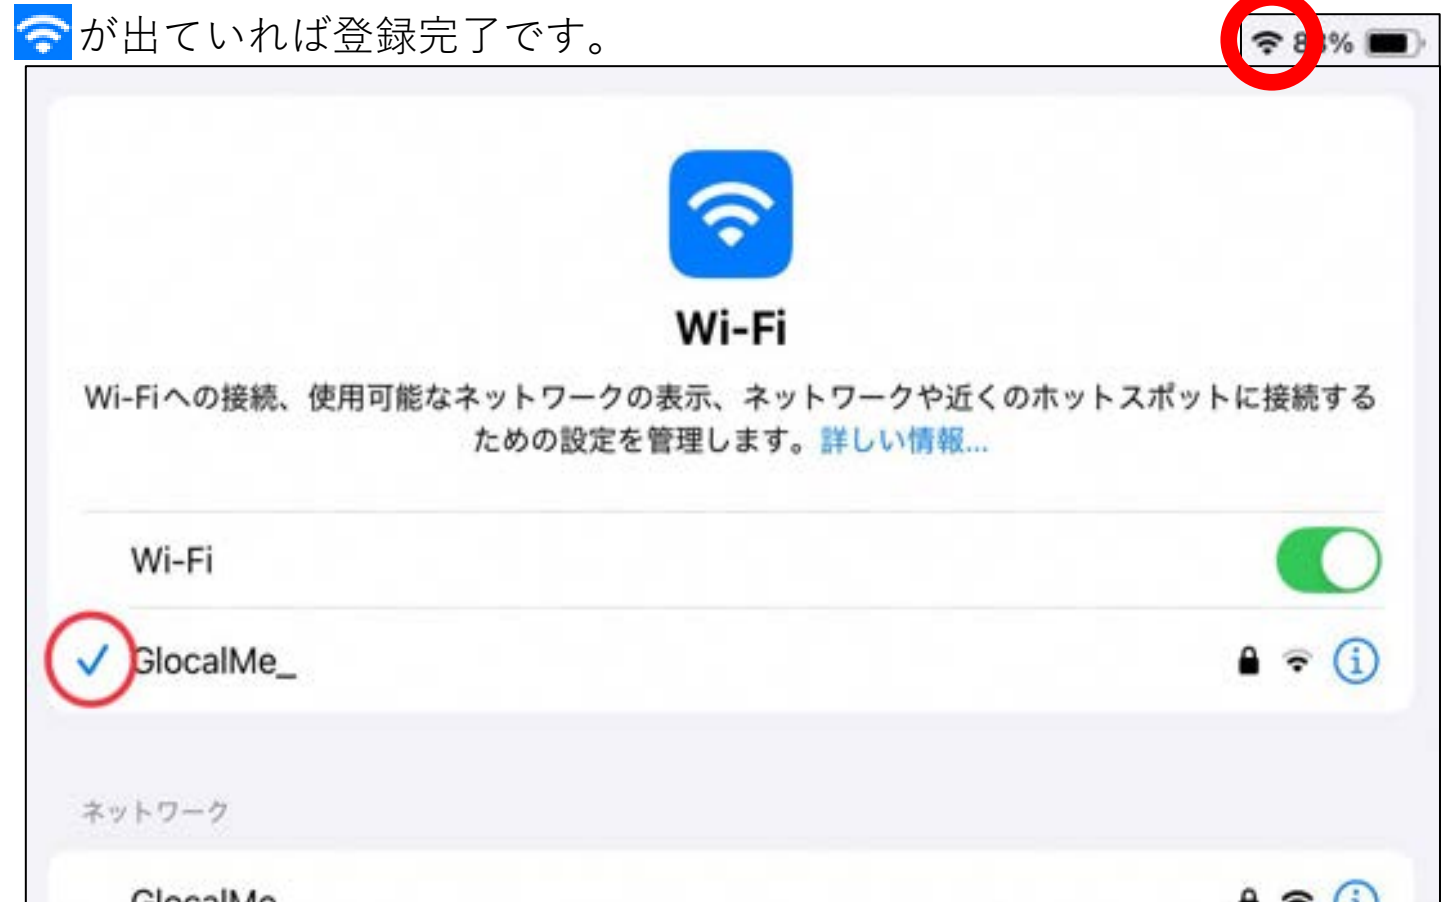 が出ていれば登録完了です。
%
Wi-Fi
Wi-Fiへの接続、使用可能なネットワークの表示、ネットワークや近くのホットスポットに接続する
ための設定を管理します。詳しい情報...
Wi-Fi
GlocalMe_
ネットワーク
GlocalMe